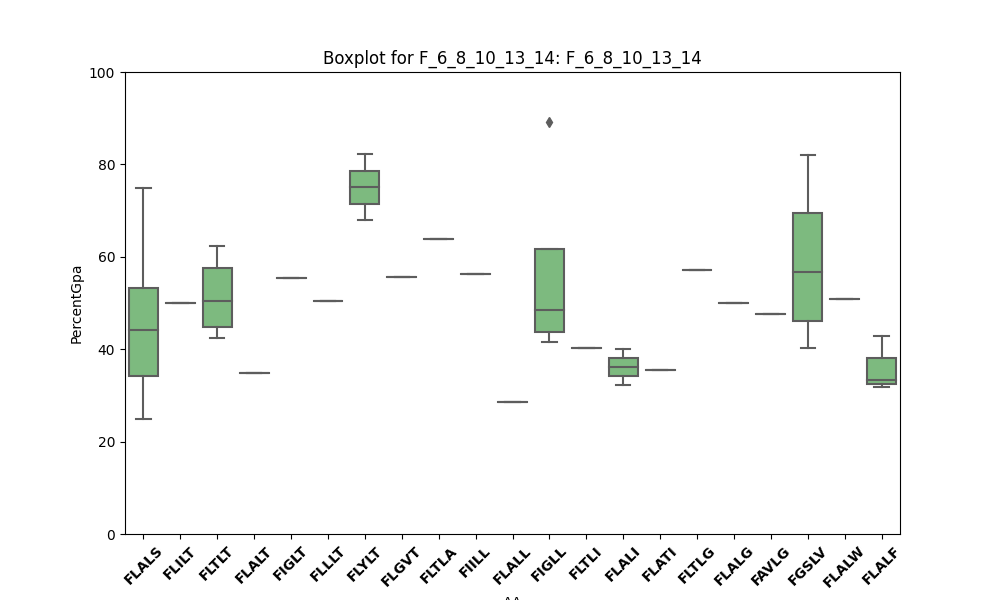 Boxplot for F_6_8_10_13_14: F_6_8_10_13_14
100
80
60
40
20
0
PercentGpa
FLALS
FLILT
FLTLT
FLALT
FIGLT
FLLLT
FLYLT
FLGVT
FLTLA
FIILL
FLALL
FIGLL
FLTLI
FLALI
FLATI
FLTLG
FLALG
FAVLG
FGSLV
FLALW
FLALF